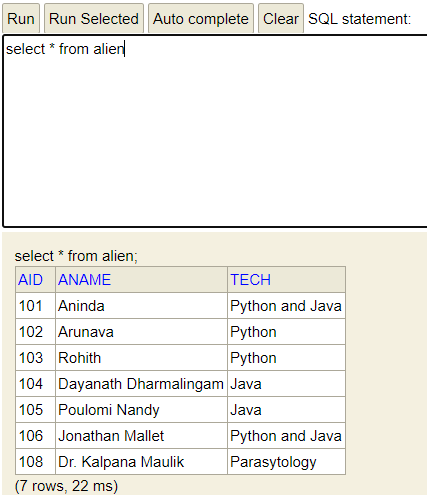 Run Run Selected Auto complete Clear SQL statement:
select * from alien
select * from alien;
AID ANAME TECH
101 Aninda Python and Java
102 Arunava Python
103 Rohith Python
104 Dayanath Dharmalingam Java
105 Poulomi Nandy Java
106 Jonathan Mallet Python and Java
108 Dr. Kalpana Maulik Parasytology
(7 rows, 22 ms)